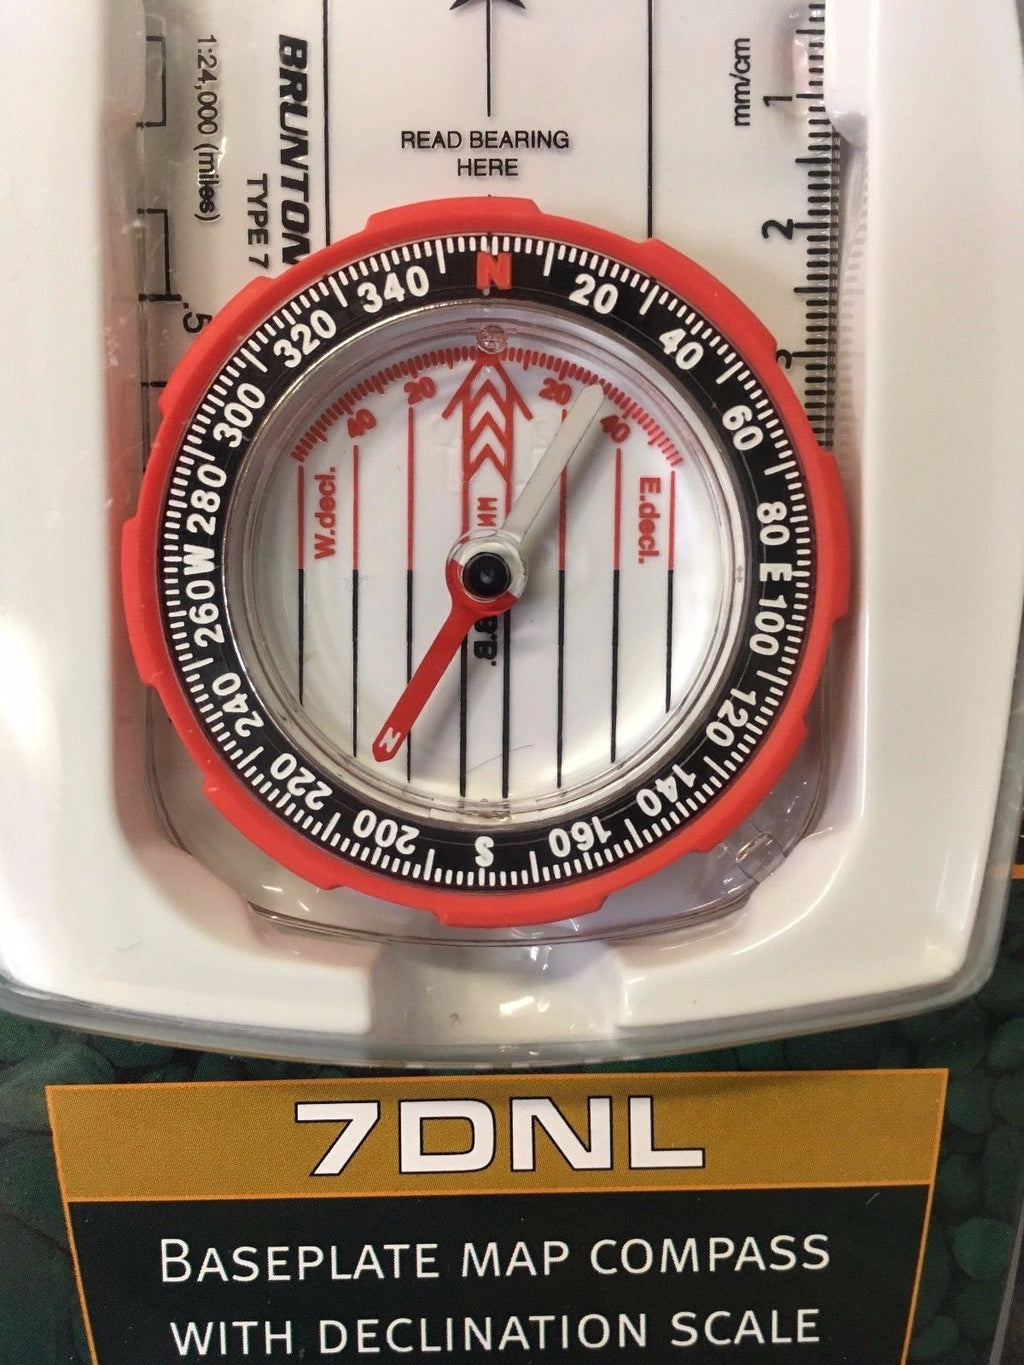 1:24,000 (miles)
BRUNTON
TYPE 7
.5
READ BEARING
HERE
mm/cm
1
2
3
N
20
40
60
80
E
100
120
140
160
S
200
220
240
260
W
280
300
320
340
40
20
20
40
W.decl.
E.decl.
N
7DNL
BASEPLATE MAP COMPASS
WITH DECLINATION SCALE